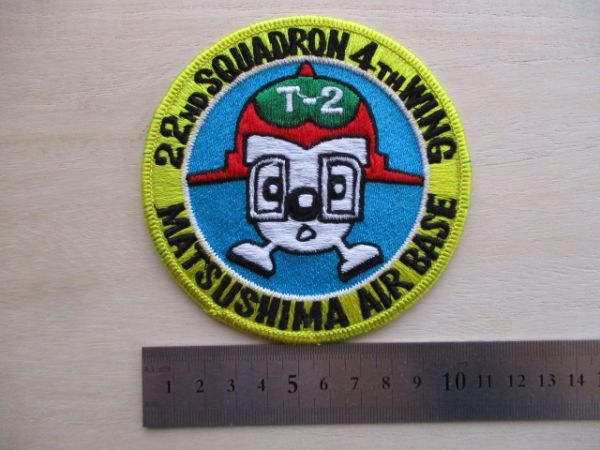 22ND SQUADRON 4TH WING
T-2
MATSUSHIMA AIR BASE
1 2 3 4 5 6 7 8 9 10 11 12 13 14